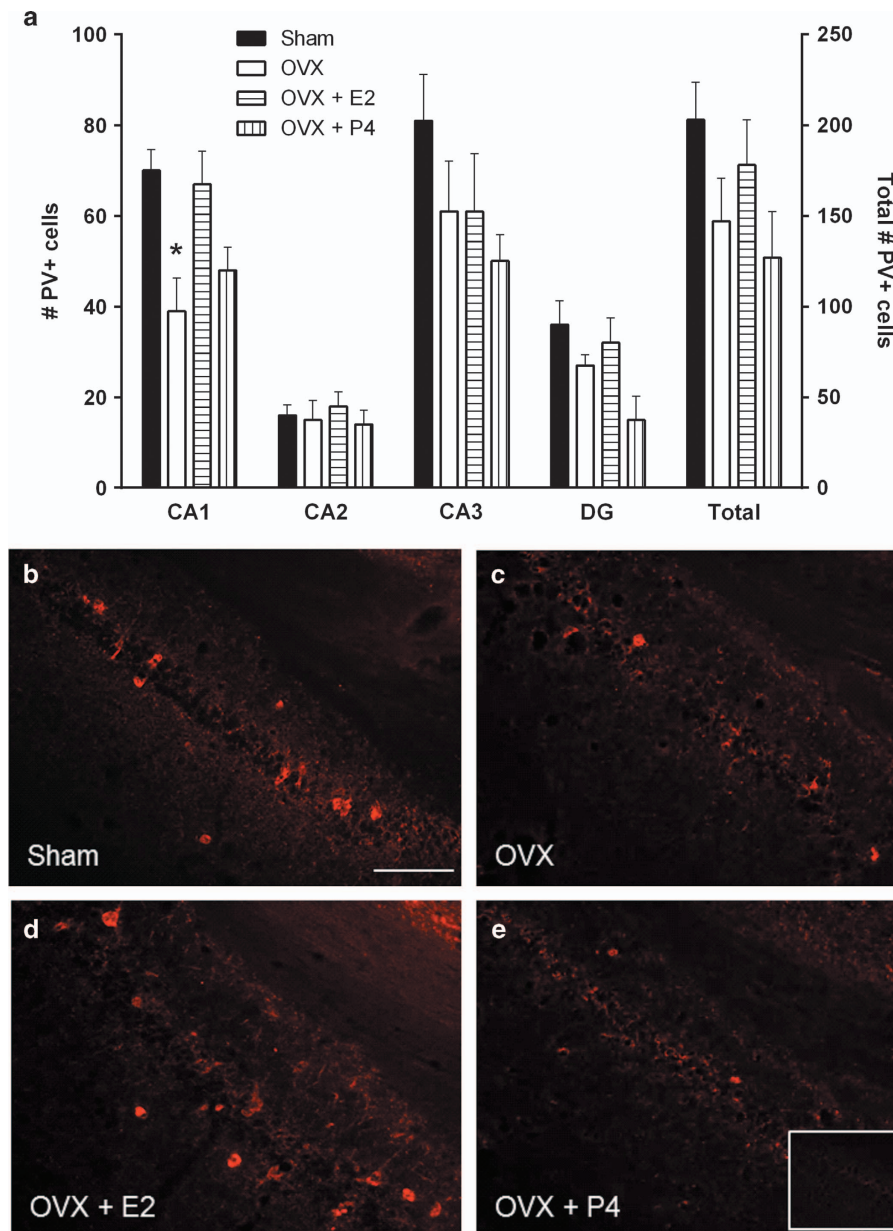 a
100
80
60
40
20
0
# PV+ cells
Sham
OVX
OVX + E2
OVX + P4
*
250
200
150
100
50
0
Total # PV+ cells
CA1
CA2
CA3
DG
Total
b
Sham
c
OVX
d
OVX + E2
e
OVX + P4